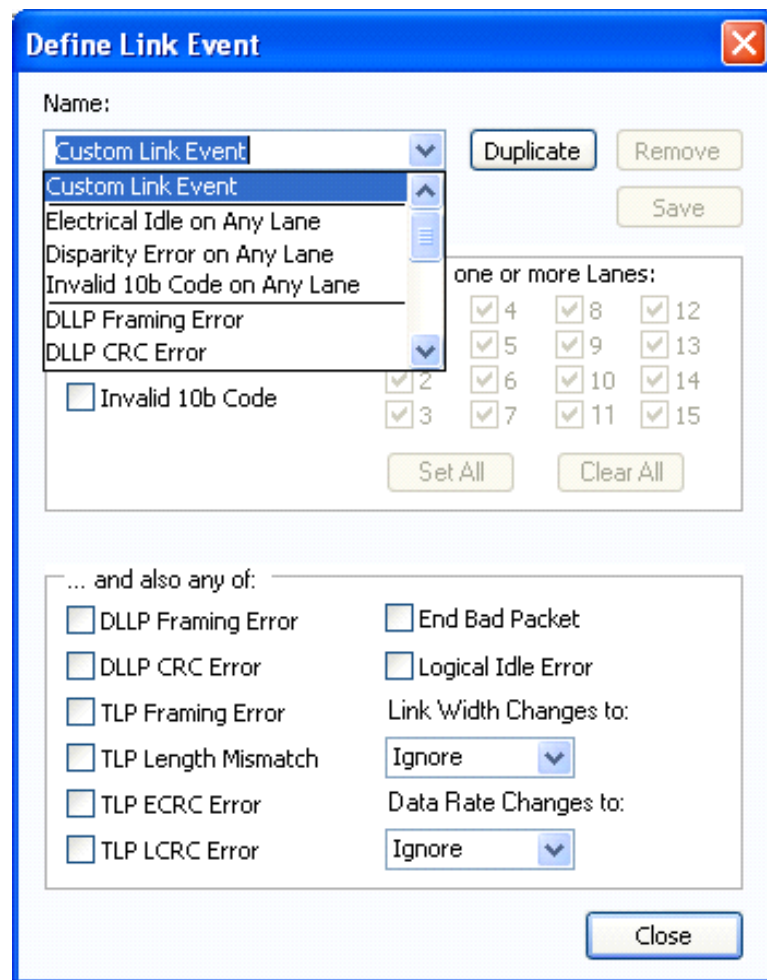 Define Link Event
Name:
Custom Link Event Duplicate Remove
Custom Link Event
Save
Electrical Idle on Any Lane
Disparity Error on Any Lane
Invalid 10b Code on Any Lane one or more Lanes:
DLLP Framing Error 4 8 12
DLLP CRC Error 5 9 13
Invalid 10b Code 2 6 10 14
3 7 11 15
Set All Clear All
... and also any of:
DLLP Framing Error End Bad Packet
DLLP CRC Error Logical Idle Error
TLP Framing Error Link Width Changes to:
TLP Length Mismatch Ignore
TLP ECRC Error Data Rate Changes to:
TLP LCRC Error Ignore
Close